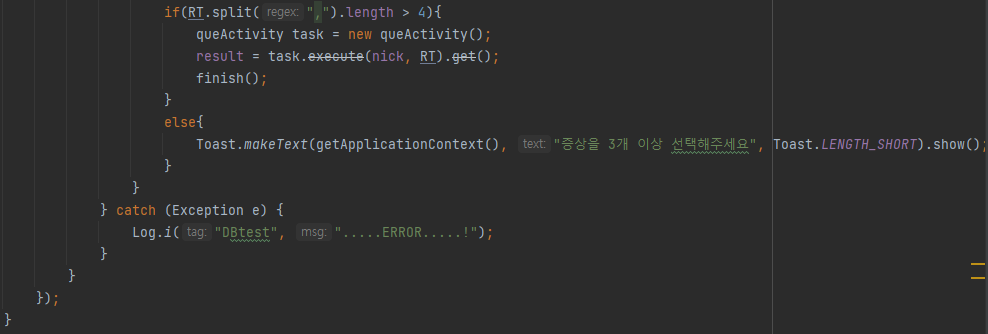 if(RT.split( regex: ",").length > 4){
queActivity task = new queActivity();
result = task.execute(nick, RT).get();
finish();
}
else{
Toast.makeText(getApplicationContext(), text: "증상을 3개 이상 선택해주세요", Toast.LENGTH_SHORT).show();
}
}
} catch (Exception e) {
Log.i( tag: "DBtest", msg: ".....ERROR.....!");
}
}
});
}